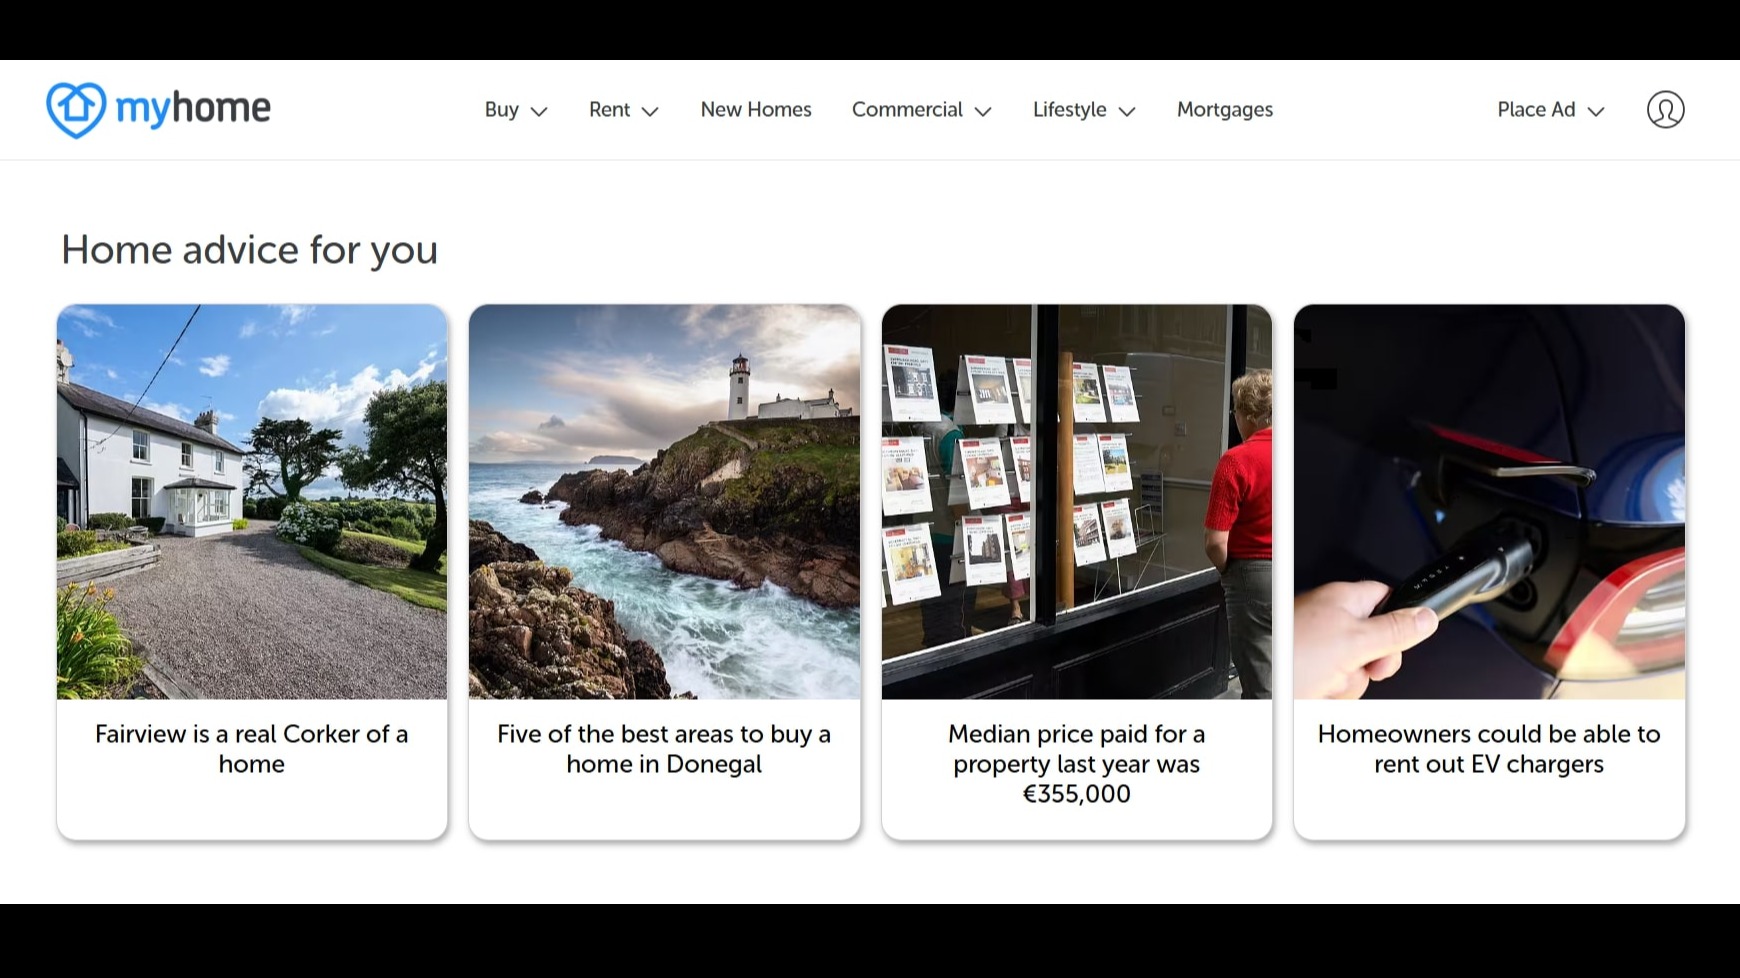 myhome
Buy
Rent
New Homes
Commercial
Lifestyle
Mortgages
Place Ad
Home advice for you
Fairview is a real Corker of a
home
Five of the best areas to buy a
home in Donegal
Median price paid for a
property last year was
€355,000
Homeowners could be able to
rent out EV chargers